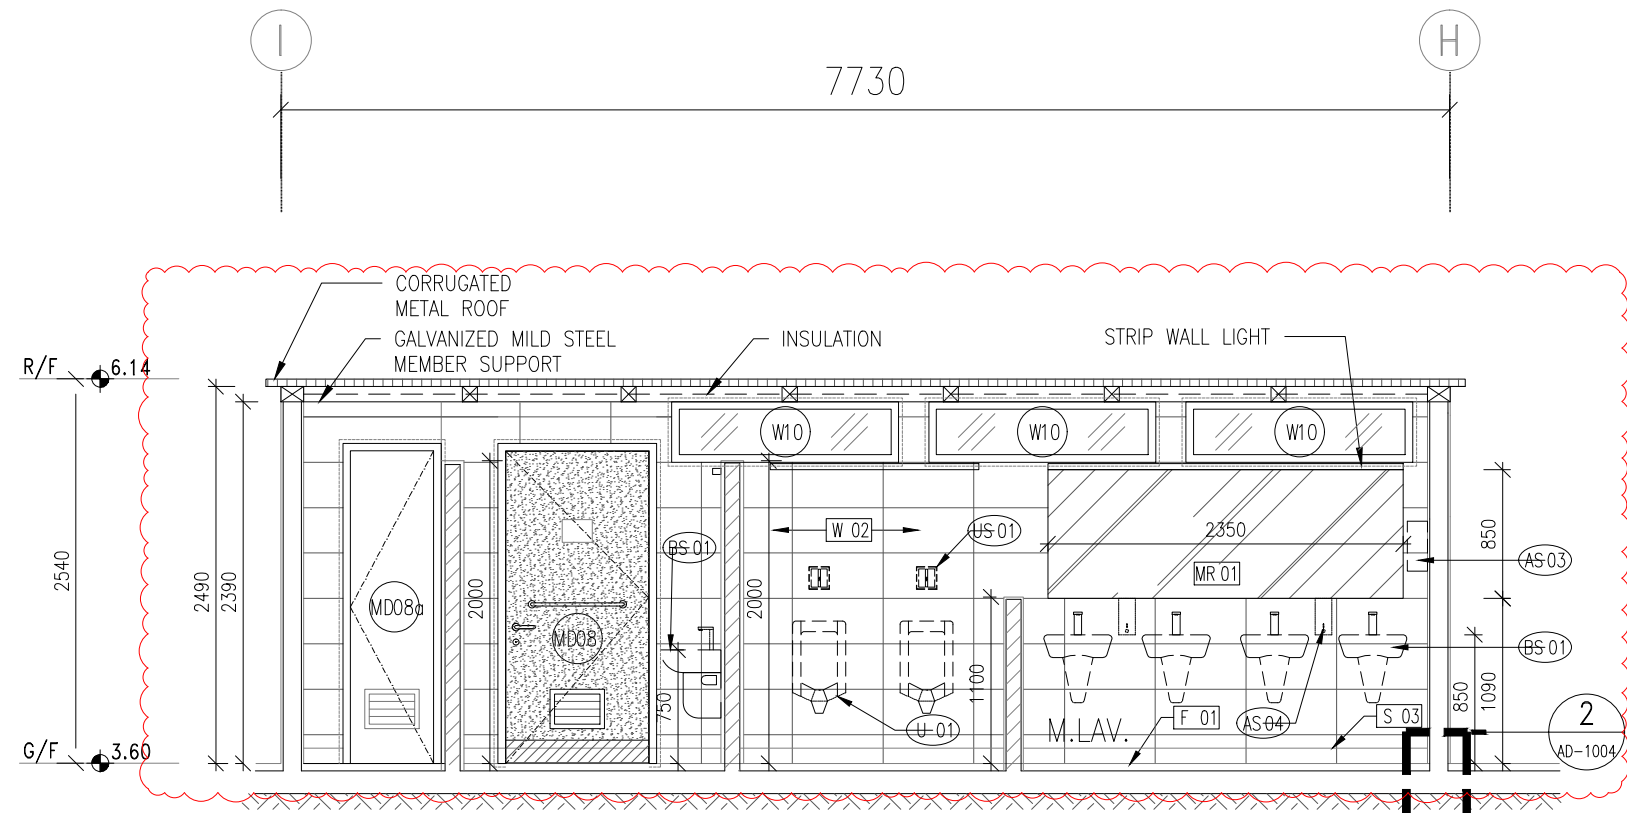 I
H
7730
CORRUGATED
METAL ROOF
GALVANIZED MILD STEEL
MEMBER SUPPORT
INSULATION
STRIP WALL LIGHT
R/F
6.14
W10
W10
W10
W 02
US 01
BS 01
2350
MR 01
850
AS 03
2540
2490
2390
2000
2000
MD08a
MD08
750
1100
U 01
M.LAV.
F 01
AS 04
S 03
BS 01
850
1090
2
AD-1004
G/F
3.60